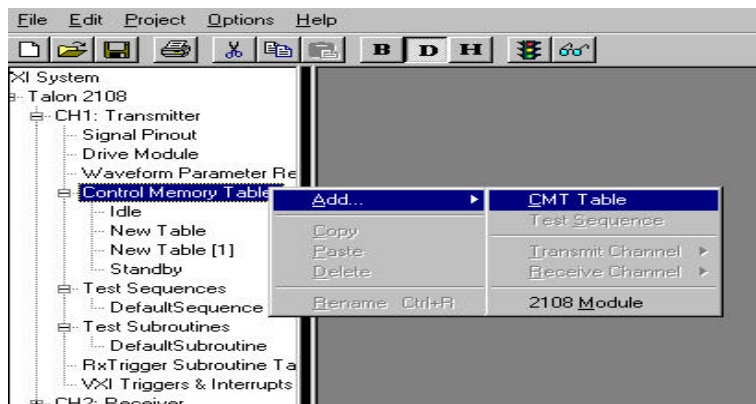 File Edit Project Options Help
B D H
XI System
Talon 2108
CH1: Transmitter
Signal Pinout
Drive Module
Waveform Parameter Re
Control Memory Table
Idle
New Table
New Table [1]
Standby
Test Sequences
DefaultSequence
Test Subroutines
DefaultSubroutine
RxTrigger Subroutine Ta
VXI Triggers & Interrupts
CH2: Receiver
Add...
Copy
Paste
Delete
Rename Ctrl+R
CMT Table
Test Sequence
Transmit Channel
Receive Channel
2108 Module